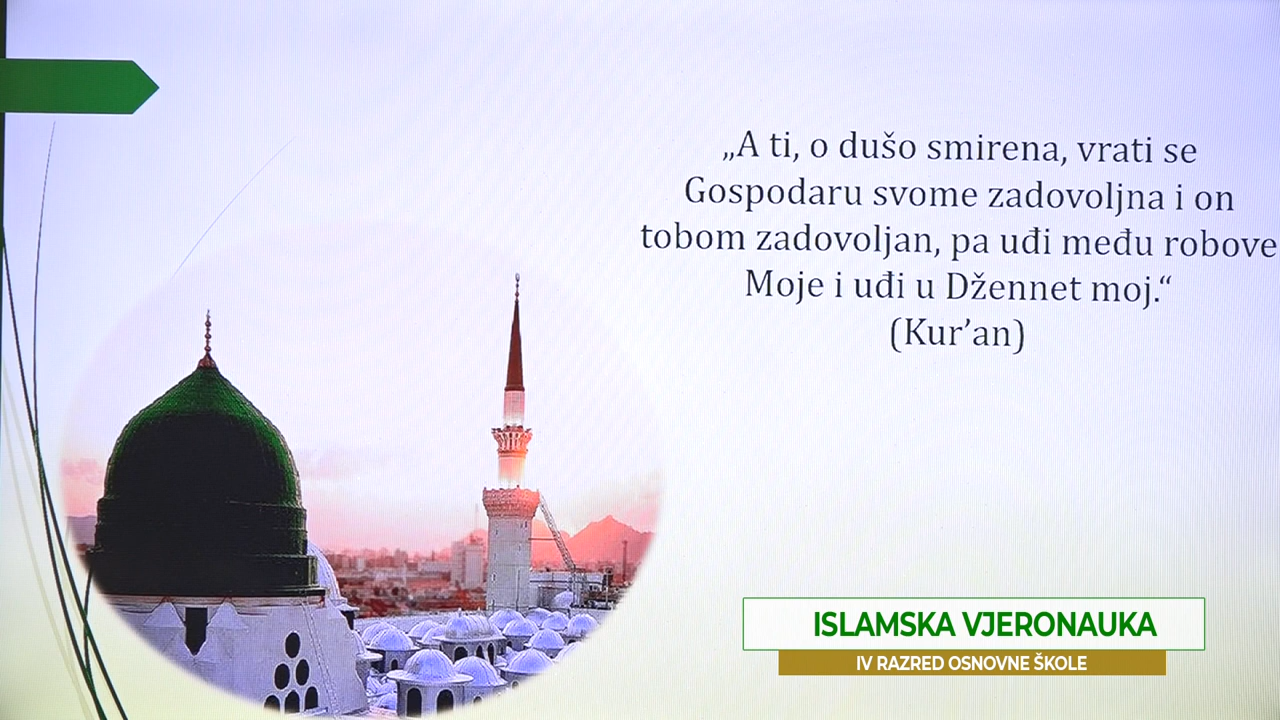 „A ti, o dušo smirena, vrati se
Gospodaru svome zadovoljna i on
tobom zadovoljan, pa uđi među robove
Moje i uđi u Džennet moj.“
(Kur’an)
ISLAMSKA VJERONAUKA
IV RAZRED OSNOVNE ŠKOLE